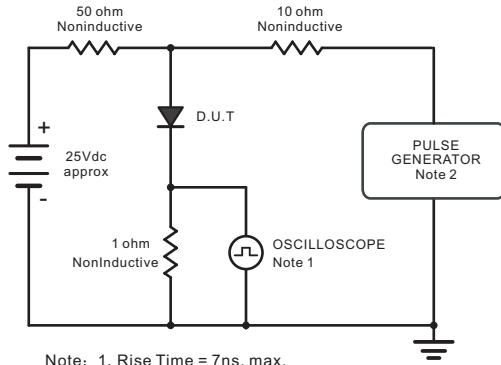 50 ohm
Noninductive
10 ohm
Noninductive
D.U.T
+
25Vdc
approx
-
PULSE
GENERATOR
Note 2
1 ohm
NonInductive
OSCILLOSCOPE
Note 1
Note: 1. Rise Time = 7ns, max.